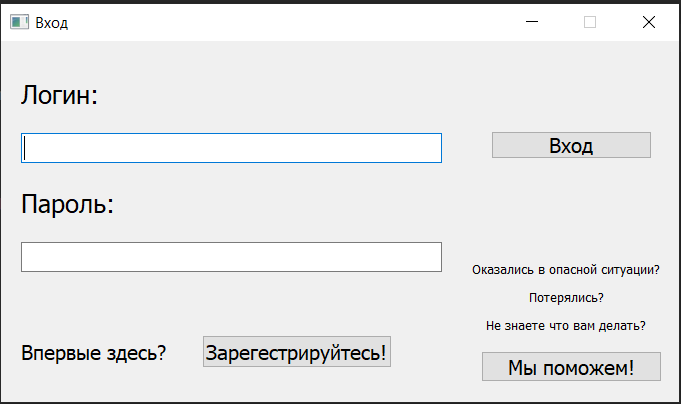 Вход
Логин:
Вход
Пароль:
Оказались в опасной ситуации?
Потерялись?
Не знаете что вам делать?
Впервые здесь? Зарегестрируйтесь!
Мы поможем!